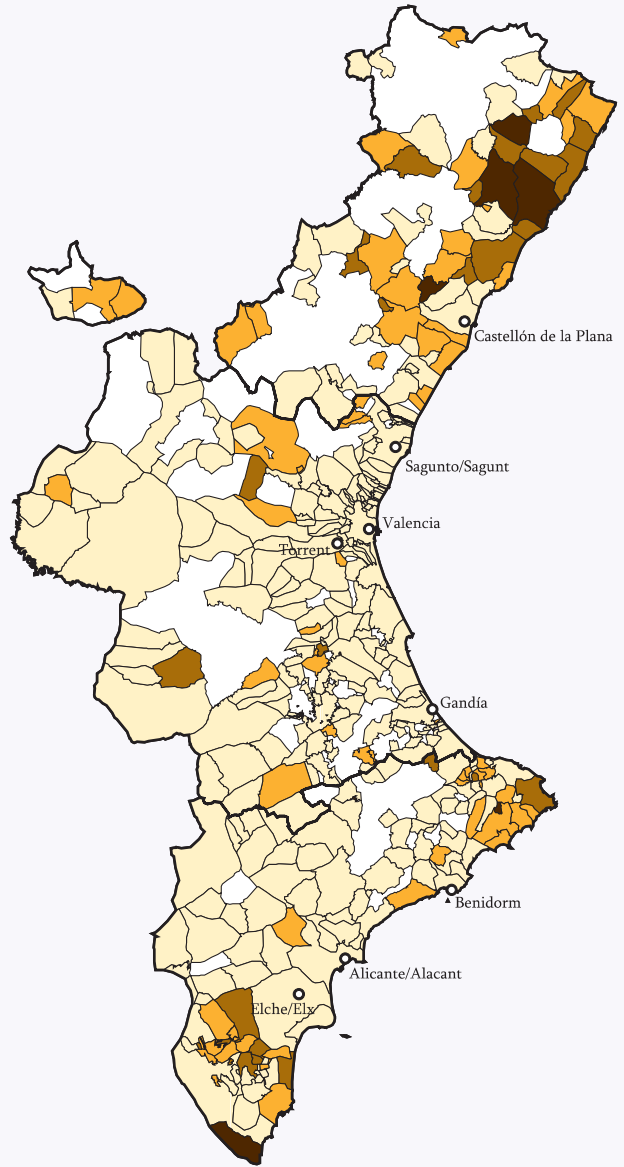 Castellón de la Plana
Sagunto/Sagunt
Valencia
Torrent
Gandía
Benidorm
Alicante/Alacant
Elche/Elx